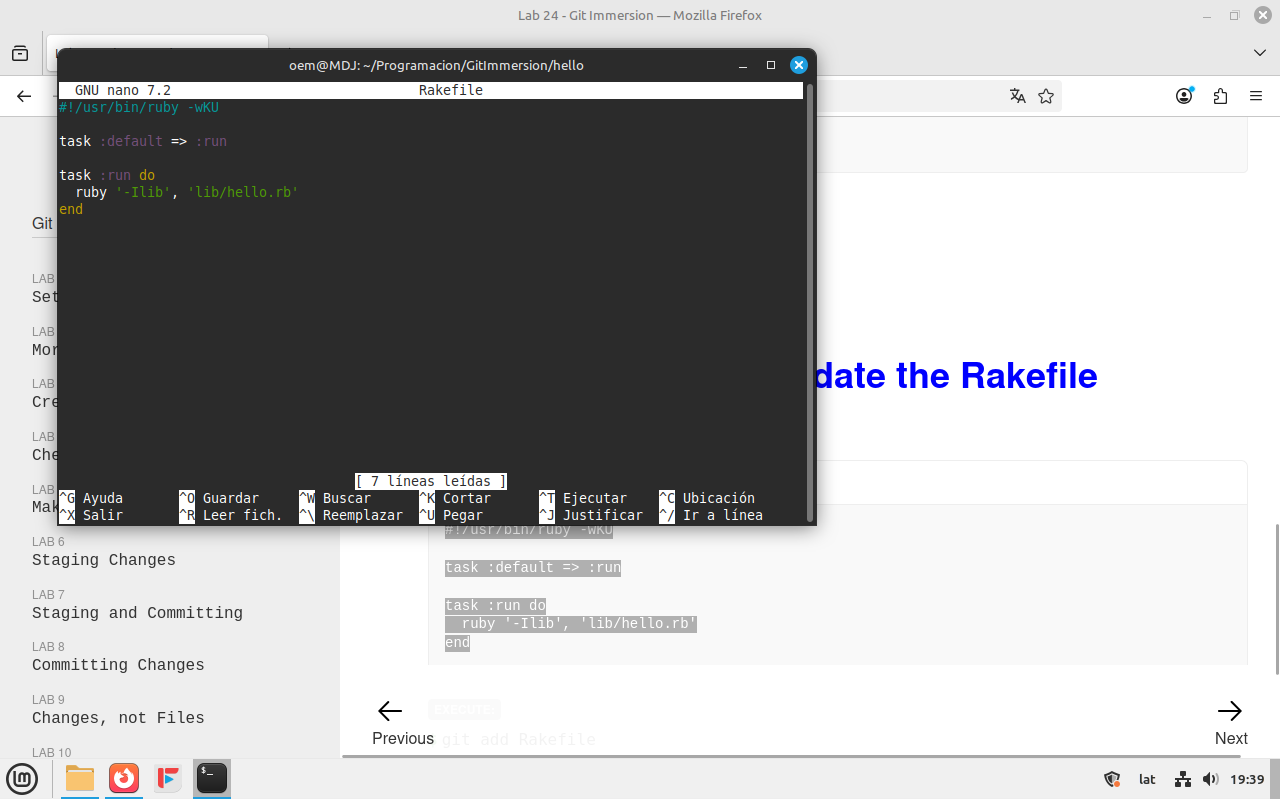 Lab 24 - Git Immersion — Mozilla Firefox
oem@MDJ: ~/Programacion/GitImmersion/hello
GNU nano 7.2 Rakefile
#!/usr/bin/ruby -wKU
task :default => :run
task :run do
  ruby '-Ilib', 'lib/hello.rb'
end
[ 7 líneas leídas ]
^G Ayuda ^O Guardar ^W Buscar ^K Cortar ^T Ejecutar ^C Ubicación
^X Salir ^R Leer fich. ^\ Reemplazar ^U Pegar ^J Justificar ^/ Ir a línea
Git
LAB
LAB
LAB
LAB
LAB
LAB 6
Staging Changes
LAB 7
Staging and Committing
LAB 8
Committing Changes
LAB 9
Changes, not Files
LAB 10
date the Rakefile
#!/usr/bin/ruby -wKU
task :default => :run
task :run do
  ruby '-Ilib', 'lib/hello.rb'
end
EXECUTE:
git add Rakefile
Previous
Next
lat
19:39